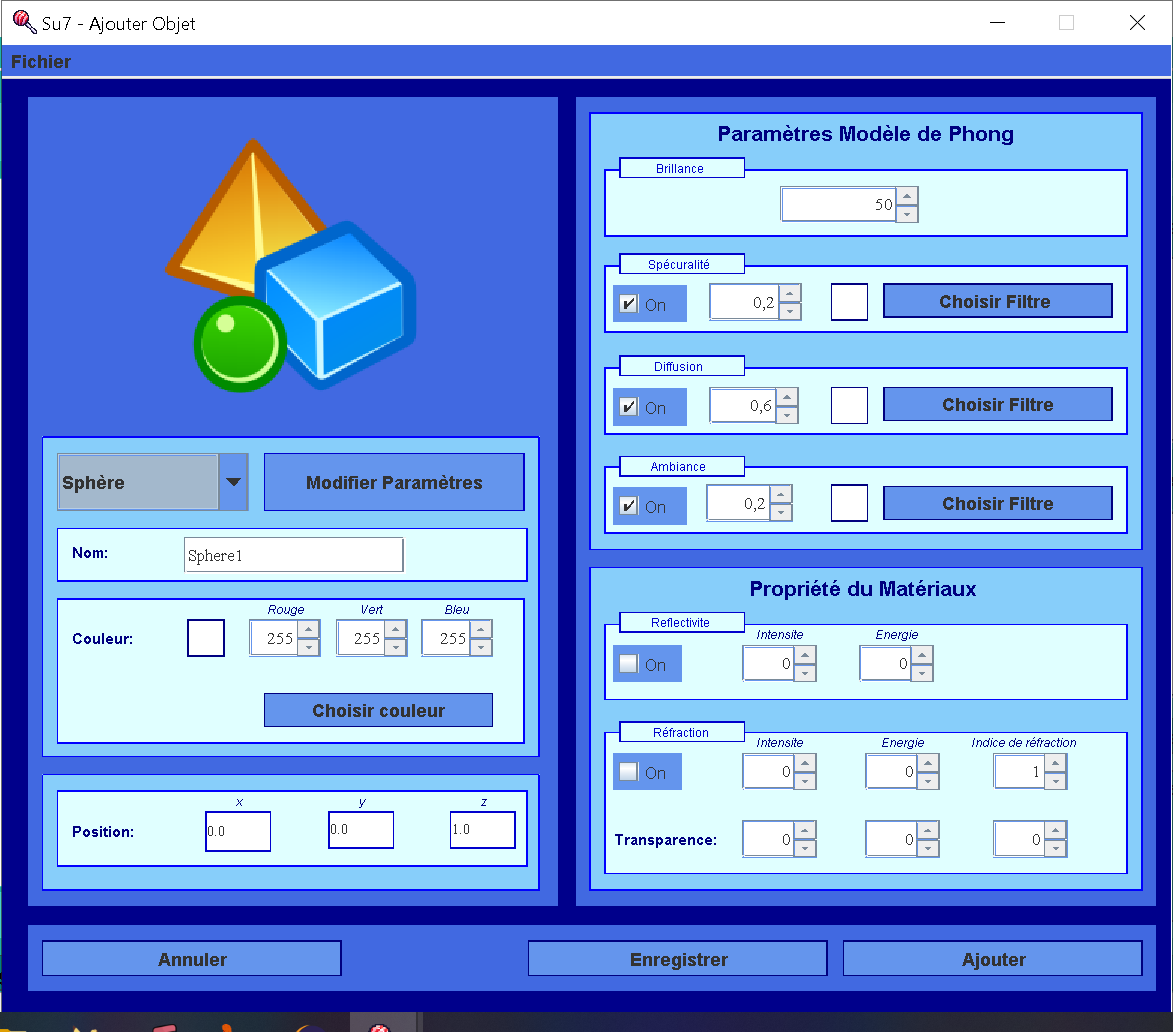 Su7 - Ajouter Objet
Fichier
Sphère
Modifier Paramètres
Nom:
Sphere1
Rouge Vert Bleu
Couleur: 255 255 255
Choisir couleur
x y z
Position: 0.0 0.0 1.0
Paramètres Modèle de Phong
Brillance
50
Spécuralité
On 0,2 Choisir Filtre
Diffusion
On 0,6 Choisir Filtre
Ambiance
On 0,2 Choisir Filtre
Propriété du Matériaux
Reflectivite
Intensite Energie
On 0 0
Réfraction
Intensite Energie Indice de réfraction
On 0 0 1
Transparence: 0 0 0
Annuler Enregistrer Ajouter